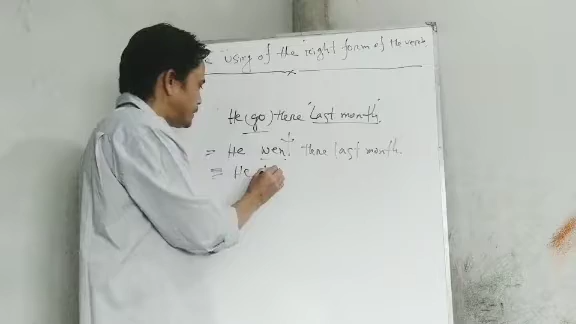 using of the right form of the verb
He (go) there "last month".
= He went there last month.
= He